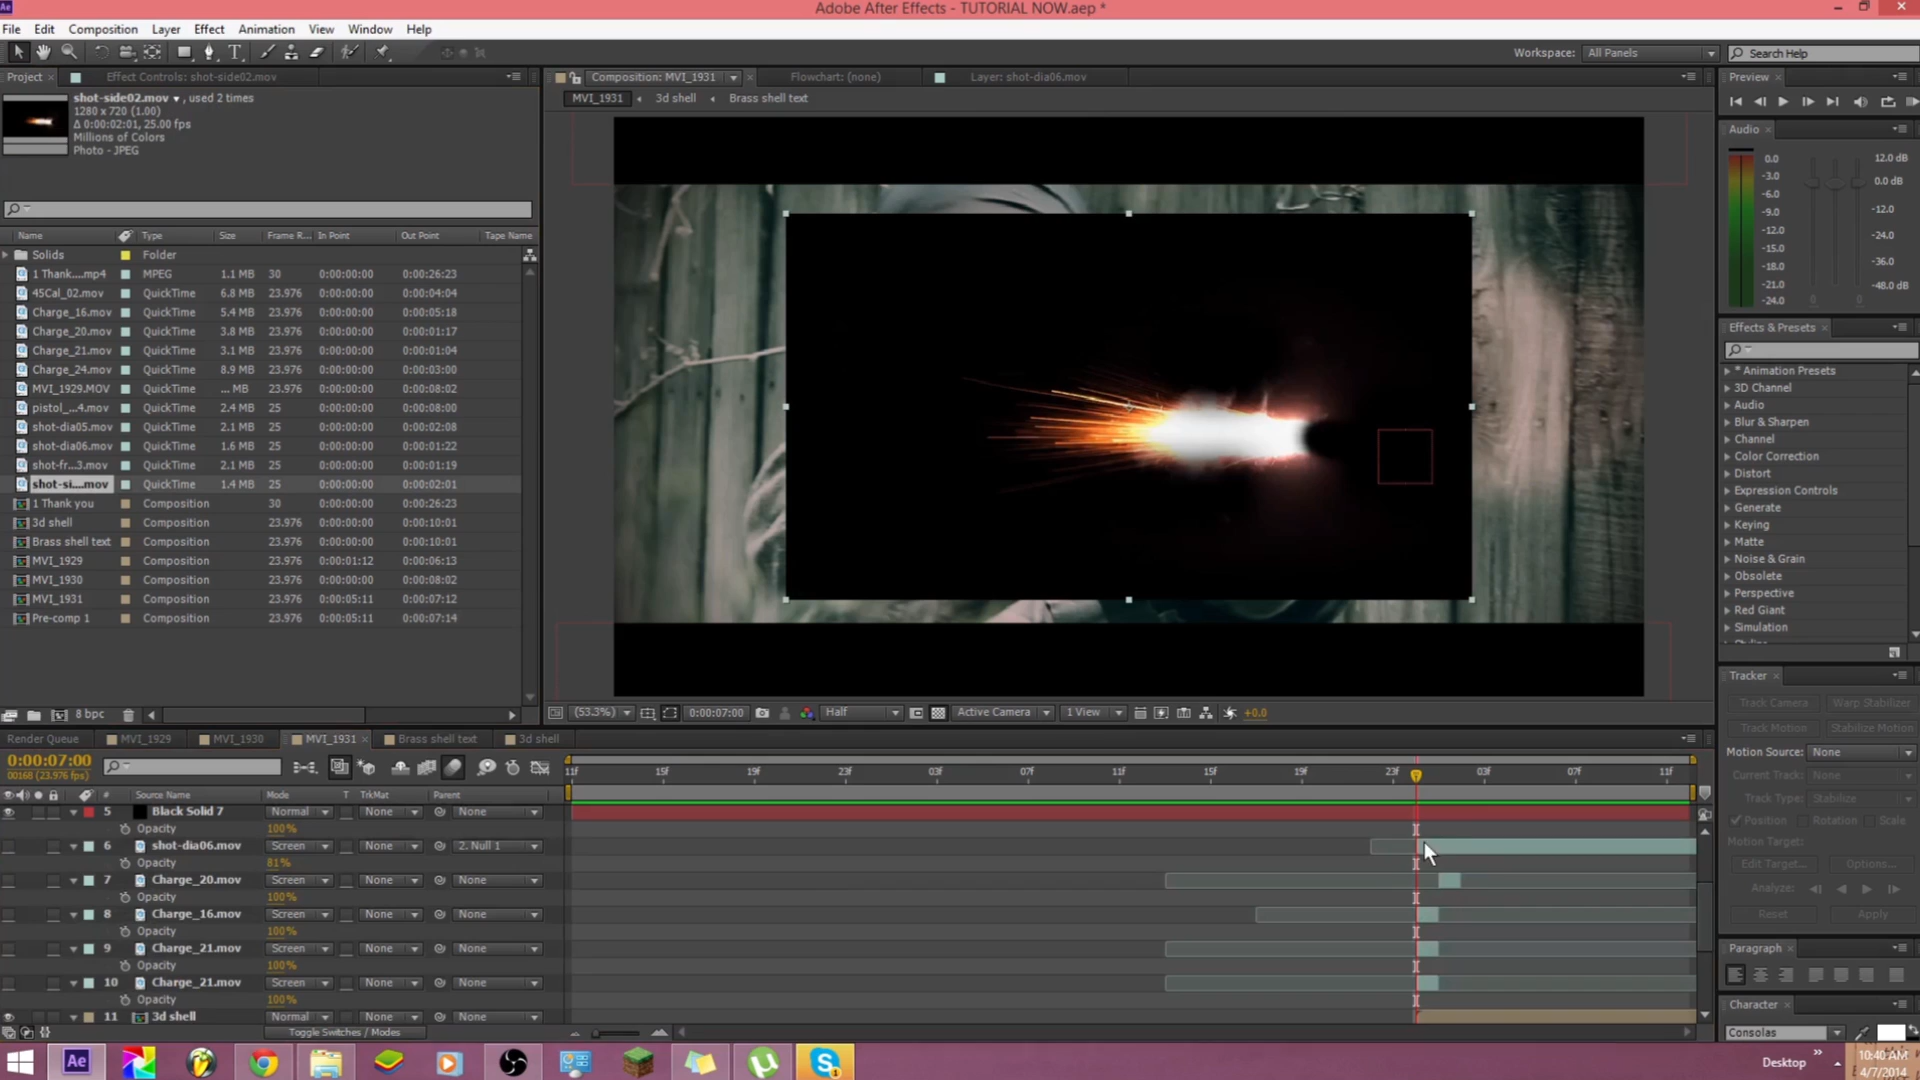 Adobe After Effects - TUTORIAL NOW.aep *
File Edit Composition Layer Effect Animation View Window Help
Workspace: All Panels Search Help
Project Effect Controls: shot-side02.mov
Composition: MVI_1931 Flowchart: (none) Layer: shot-dia06.mov
Preview
MVI_1931 3d shell Brass shell text
shot-side02.mov , used 2 times
1280 x 720 (1.00)
Δ 0:00:02:01, 25.00 fps
Millions of Colors
Photo - JPEG
Name Type Size Frame R... In Point Out Point Tape Name
Solids Folder
1 Thank....mp4 MPEG 1.1 MB 30 0:00:00:00 0:00:26:23
45Cal_02.mov QuickTime 6.8 MB 23.976 0:00:00:00 0:00:04:04
Charge_16.mov QuickTime 5.4 MB 23.976 0:00:00:00 0:00:05:18
Charge_20.mov QuickTime 3.8 MB 23.976 0:00:00:00 0:00:01:17
Charge_21.mov QuickTime 3.1 MB 23.976 0:00:00:00 0:00:01:04
Charge_24.mov QuickTime 8.9 MB 23.976 0:00:00:00 0:00:03:00
MVI_1929.MOV QuickTime ... MB 23.976 0:00:00:00 0:00:08:02
pistol_...4.mov QuickTime 2.4 MB 25 0:00:00:00 0:00:08:00
shot-dia05.mov QuickTime 2.1 MB 25 0:00:00:00 0:00:02:08
shot-dia06.mov QuickTime 1.6 MB 25 0:00:00:00 0:00:01:22
shot-fr...3.mov QuickTime 2.1 MB 25 0:00:00:00 0:00:01:19
shot-si....mov QuickTime 1.4 MB 25 0:00:00:00 0:00:02:01
1 Thank you Composition 30 0:00:00:00 0:00:26:23
3d shell Composition 23.976 0:00:00:00 0:00:10:01
Brass shell text Composition 23.976 0:00:00:00 0:00:10:01
MVI_1929 Composition 23.976 0:00:01:12 0:00:06:13
MVI_1930 Composition 23.976 0:00:00:00 0:00:08:02
MVI_1931 Composition 23.976 0:00:05:11 0:00:07:12
Pre-comp 1 Composition 23.976 0:00:05:11 0:00:07:14
8 bpc
(53.3%) 0:00:07:00 Half Active Camera 1 View +0.0
Audio
0.0 12.0 dB
-3.0
-6.0 0.0 dB
-9.0
-12.0 -12.0
-15.0 -24.0
-18.0 -36.0
-21.0 -48.0 dB
-24.0 0 0
Effects & Presets
* Animation Presets
3D Channel
Audio
Blur & Sharpen
Channel
Color Correction
Distort
Expression Controls
Generate
Keying
Matte
Noise & Grain
Obsolete
Perspective
Red Giant
Simulation
Tracker
Track Camera Warp Stabilizer
Track Motion Stabilize Motion
Motion Source: None
Current Track: None
Track Type: Stabilize
Position Rotation Scale
Motion Target:
Edit Target... Options...
Analyze:
Reset Apply
Paragraph
Character
Consolas
Render Queue MVI_1929 MVI_1930 MVI_1931 Brass shell text 3d shell
0:00:07:00
00168 (23.976 fps)
11f 15f 19f 23f 03f 07f 11f 15f 19f 23f 03f 07f 11f
# Source Name Mode T TrkMat Parent
5 Black Solid 7 Normal None None
Opacity 100%
6 shot-dia06.mov Screen None 2. Null 1
Opacity 81%
7 Charge_20.mov Screen None None
Opacity 100%
8 Charge_16.mov Screen None None
Opacity 100%
9 Charge_21.mov Screen None None
Opacity 100%
10 Charge_21.mov Screen None None
Opacity 100%
11 3d shell Normal None None
Toggle Switches / Modes
Desktop
10:40 AM
4/7/2014